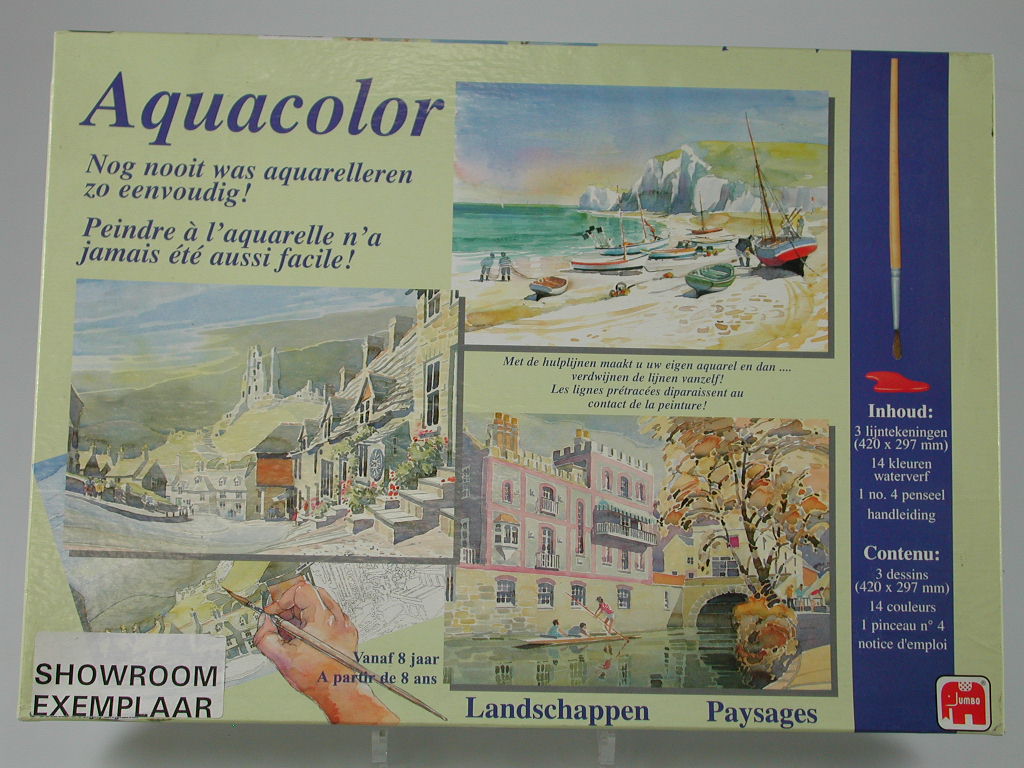 Aquacolor
Nog nooit was aquarelleren
zo eenvoudig!
Peindre à l'aquarelle n'a
jamais été aussi facile!
Met de hulplijnen maakt u uw eigen aquarel en dan ....
verdwijnen de lijnen vanzelf!
Les lignes prétracées diparaissent au
contact de la peinture!
Inhoud:
3 lijntekeningen
(420 x 297 mm)
14 kleuren
waterverf
1 no. 4 penseel
handleiding
Contenu:
3 dessins
(420 x 297 mm)
14 couleurs
1 pinceau n° 4
notice d'emploi
Vanaf 8 jaar
A partir de 8 ans
SHOWROOM
EXEMPLAAR
Landschappen Paysages
JUMBO®